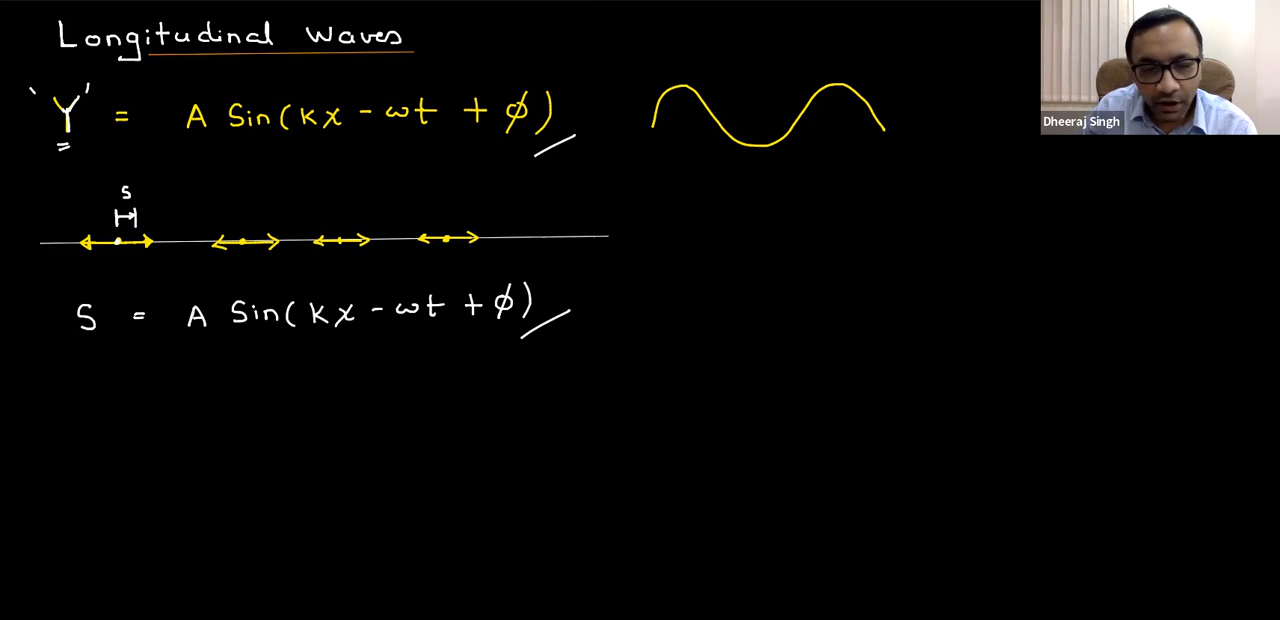 Longitudinal Waves
'Y' = A Sin(kx - ωt + ϕ)
s
S = A Sin(kx - ωt + ϕ)
Dheeraj Singh